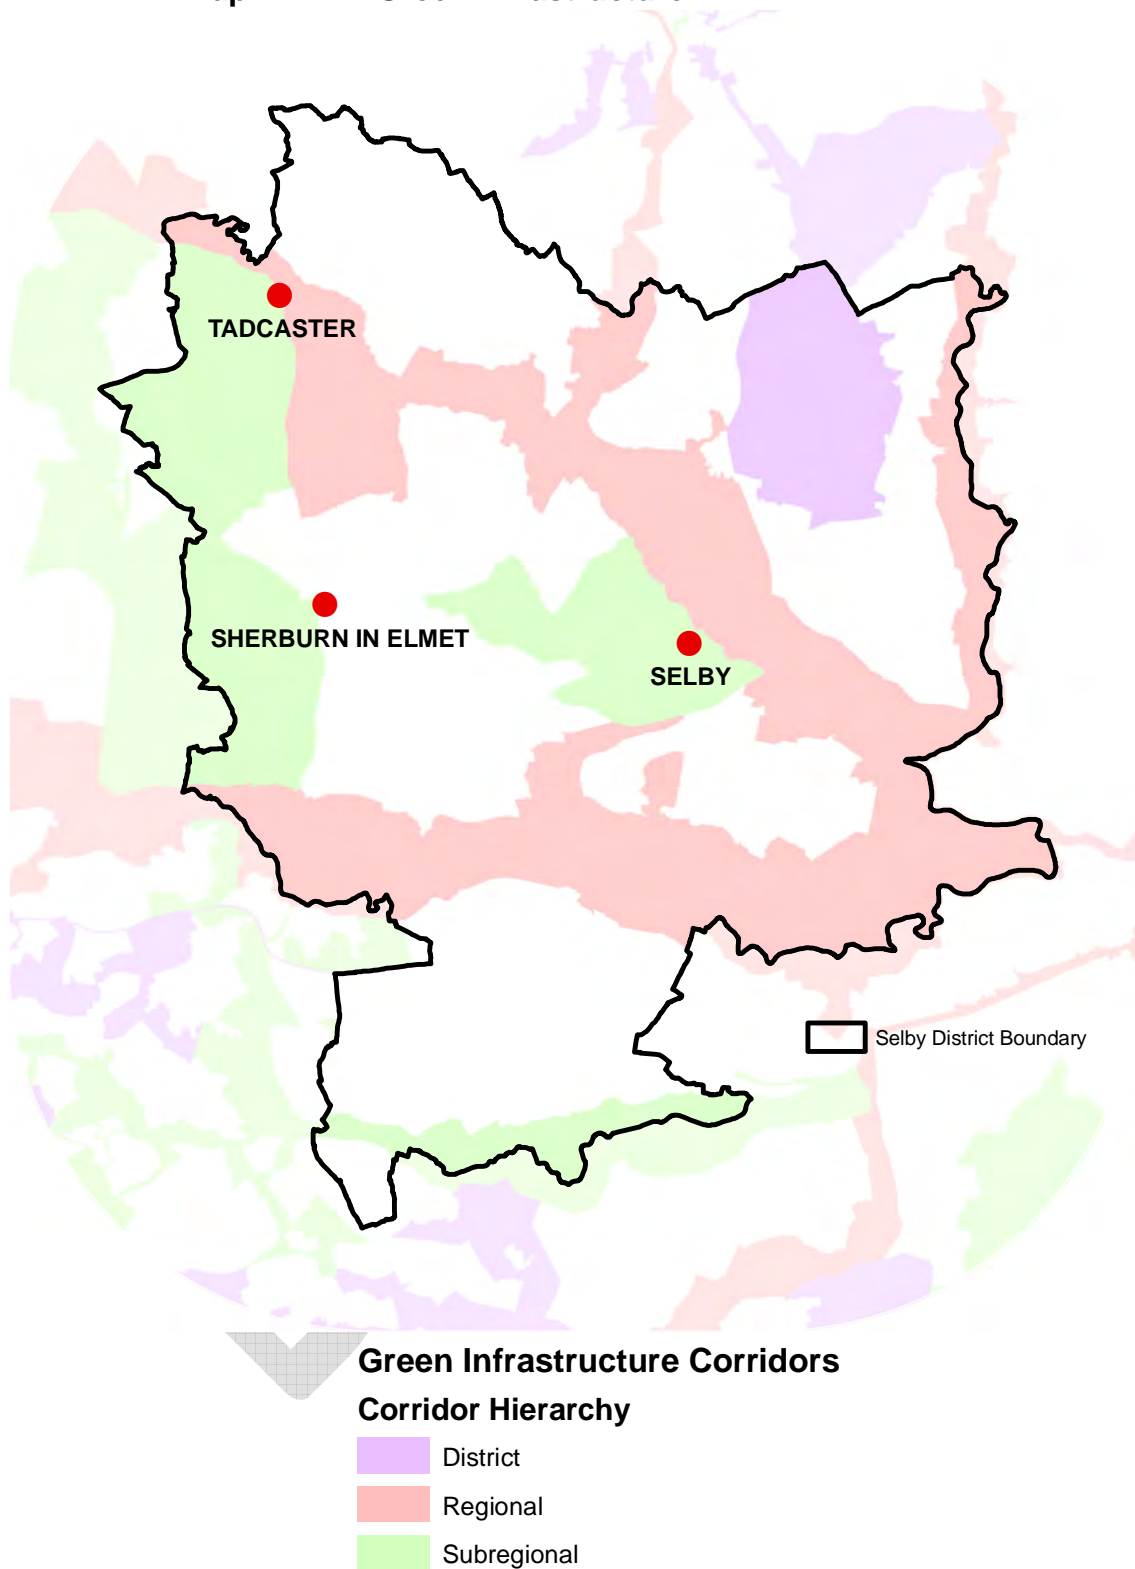 TADCASTER
SHERBURN IN ELMET
SELBY
Selby District Boundary
Green Infrastructure Corridors
Corridor Hierarchy
District
Regional
Subregional